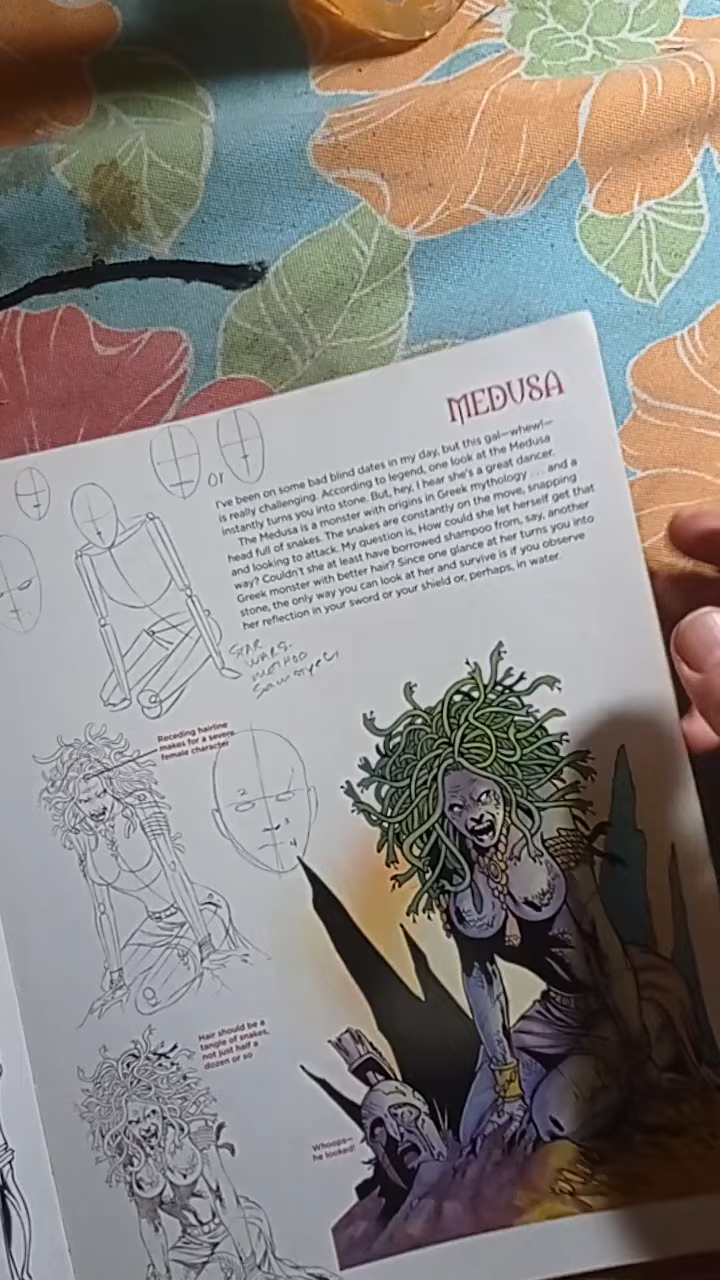 MEDUSA
or
I've been on some bad blind dates in my day, but this gal—whew!—
is really challenging. According to legend, one look at the Medusa
instantly turns you into stone. But, hey, I hear she's a great dancer.
The Medusa is a monster with origins in Greek mythology . . . and a
head full of snakes. The snakes are constantly on the move, snapping
and looking to attack. My question is, How could she let herself get that
way? Couldn't she at least have borrowed shampoo from, say, another
Greek monster with better hair? Since one glance at her turns you into
stone, the only way you can look at her and survive is if you observe
her reflection in your sword or your shield or, perhaps, in water.
STAR
WARS.
METHOD
Receding hairline
makes for a severe
female character
2
3
4
Hair should be a
tangle of snakes,
not just half a
dozen or so
Whoops—
he looked!